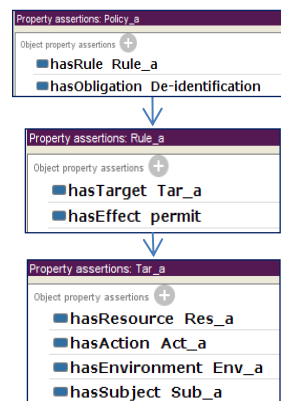 Property assertions: Policy_a
Object property assertions
hasRule Rule_a
hasObligation De-identification
Property assertions: Rule_a
Object property assertions
hasTarget Tar_a
hasEffect permit
Property assertions: Tar_a
Object property assertions
hasResource Res_a
hasAction Act_a
hasEnvironment Env_a
hasSubject Sub_a